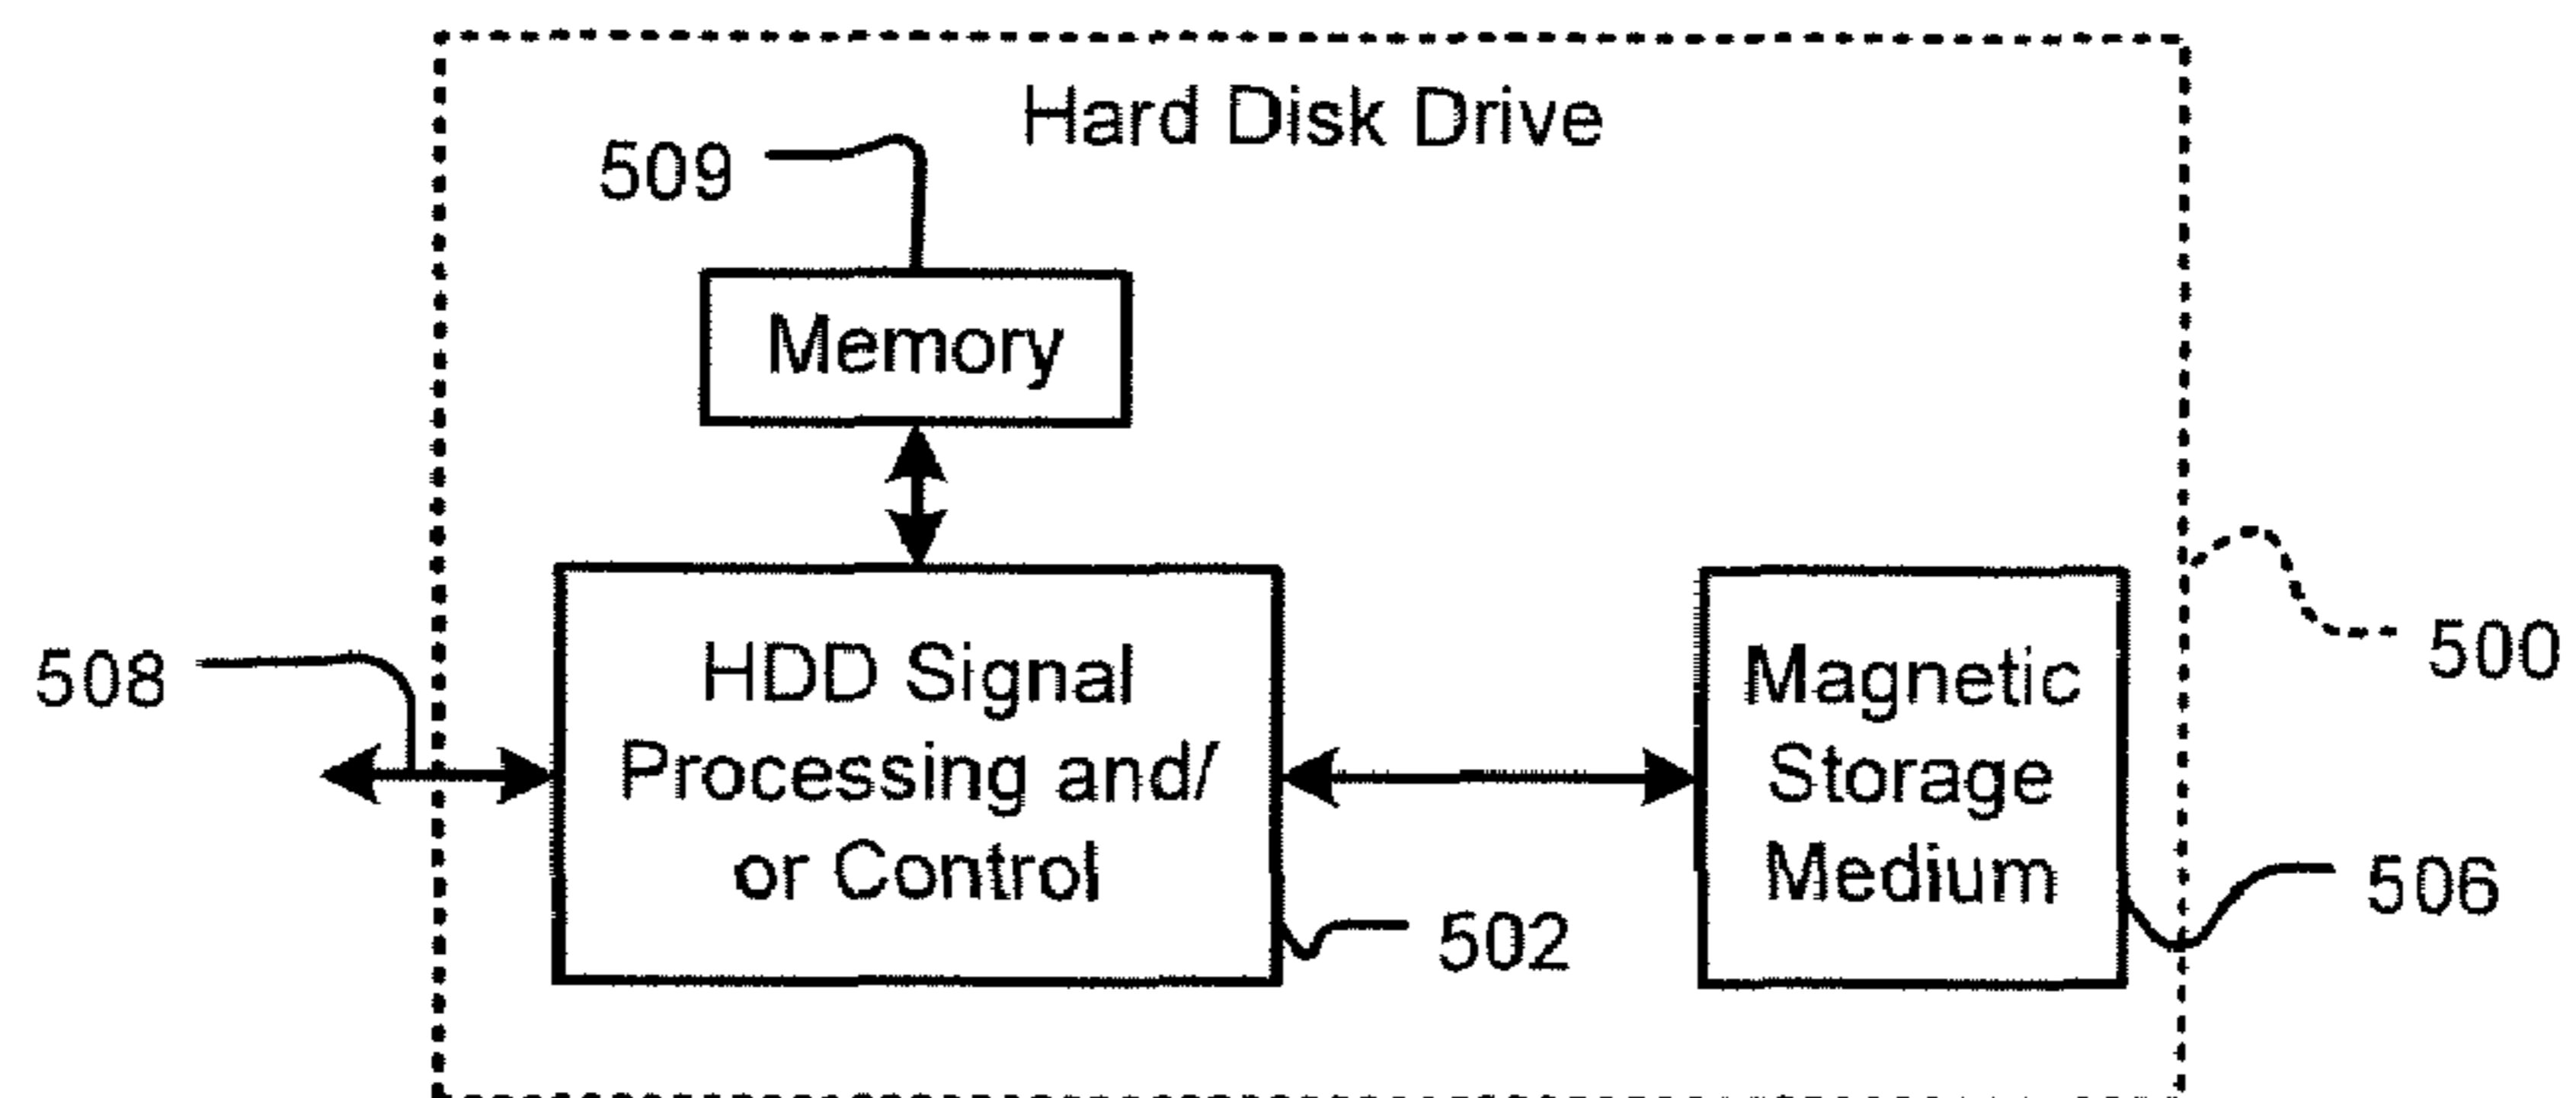 Hard Disk Drive
509
Memory
508
HDD Signal
Processing and/
or Control
502
Magnetic
Storage
Medium
500
506